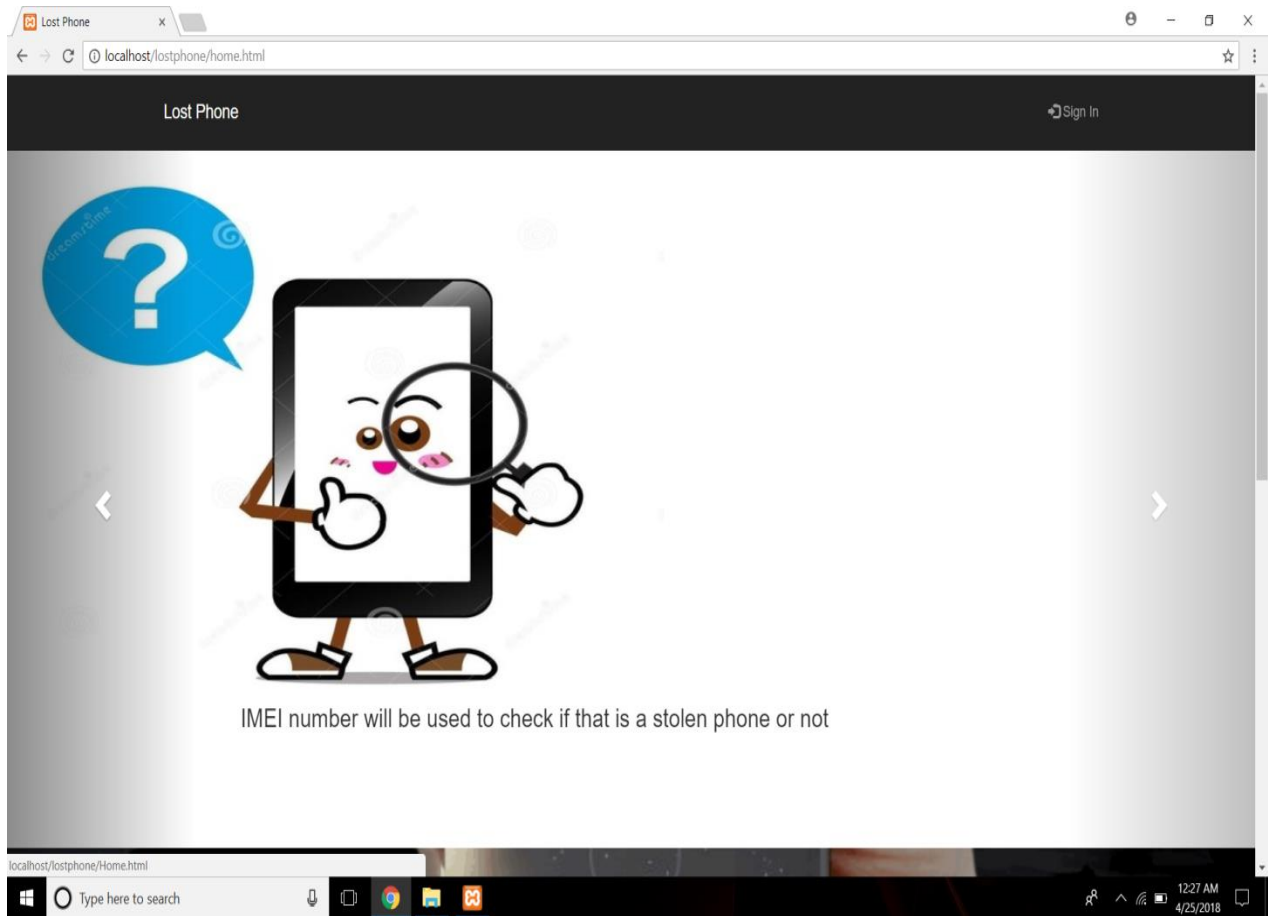 Lost Phone
localhost/lostphone/home.html
Lost Phone
Sign In
dreamstime
?
IMEI number will be used to check if that is a stolen phone or not
localhost/lostphone/Home.html
Type here to search
12:27 AM
4/25/2018